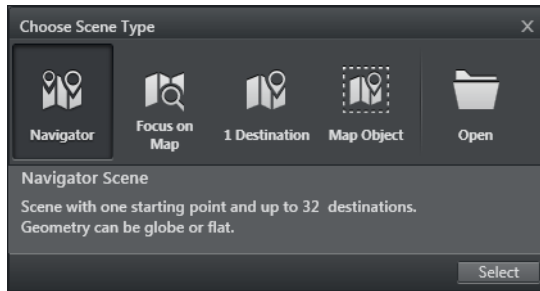 Choose Scene Type
X
Navigator
Focus on
Map
1 Destination
Map Object
Open
Navigator Scene
Scene with one starting point and up to 32 destinations.
Geometry can be globe or flat.
Select